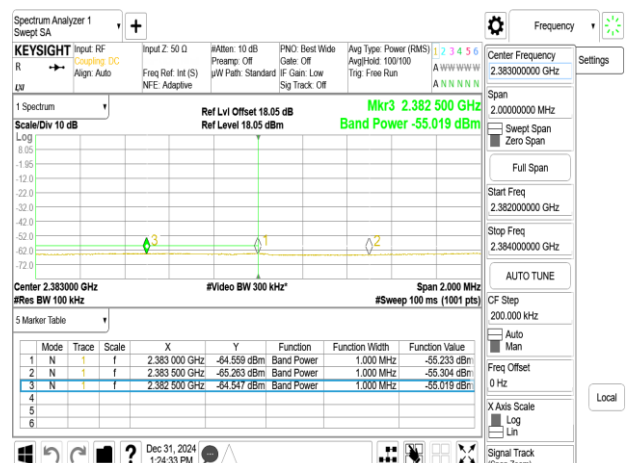 Spectrum Analyzer 1
Swept SA
+
Frequency
KEYSIGHT Input: RF Input Z: 50 Ω #Atten: 10 dB PNO: Best Wide Avg Type: Power (RMS) 1 2 3 4 5 6
R Coupling: DC Preamp: Off Gate: Off Avg|Hold: 100/100 A W W W W W
Align: Auto Freq Ref: Int (S) µW Path: Standard IF Gain: Low Trig: Free Run
LXI NFE: Adaptive Sig Track: Off A N N N N N
1 Spectrum
Scale/Div 10 dB
Ref Lvl Offset 18.05 dB
Ref Level 18.05 dBm
Mkr3 2.382 500 GHz
Band Power -55.019 dBm
Log
8.05
-1.95
-12.0
-22.0
-32.0
-42.0
-52.0
-62.0
-72.0
3 1 2
Center 2.383000 GHz #Video BW 300 kHz* Span 2.000 MHz
#Res BW 100 kHz #Sweep 100 ms (1001 pts)
5 Marker Table
Mode Trace Scale X Y Function Function Width Function Value
1 N 1 f 2.383 000 GHz -64.559 dBm Band Power 1.000 MHz -55.233 dBm
2 N 1 f 2.383 500 GHz -65.263 dBm Band Power 1.000 MHz -55.304 dBm
3 N 1 f 2.382 500 GHz -64.547 dBm Band Power 1.000 MHz -55.019 dBm
4
5
6
? Dec 31, 2024
1:24:33 PM
Center Frequency
2.383000000 GHz
Settings
Span
2.00000000 MHz
Swept Span
Zero Span
Full Span
Start Freq
2.382000000 GHz
Stop Freq
2.384000000 GHz
AUTO TUNE
CF Step
200.000 kHz
Auto
Man
Freq Offset
0 Hz
X Axis Scale
Log
Lin
Local
Signal Track
(Span Zoom)